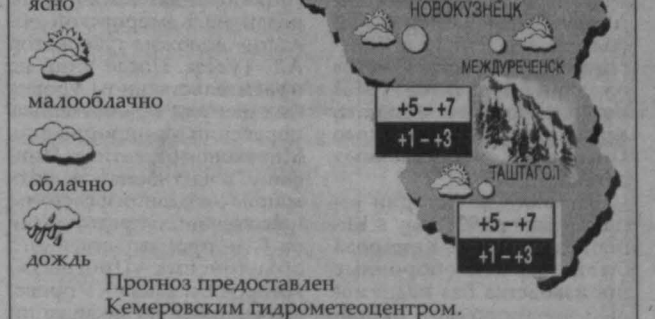 ясно
НОВОКУЗНЕЦК
МЕЖДУРЕЧЕНСК
малооблачно
+5 – +7
+1 – +3
ТАШТАГОЛ
облачно
+5 – +7
+1 – +3
дождь
Прогноз предоставлен
Кемеровским гидрометеоцентром.